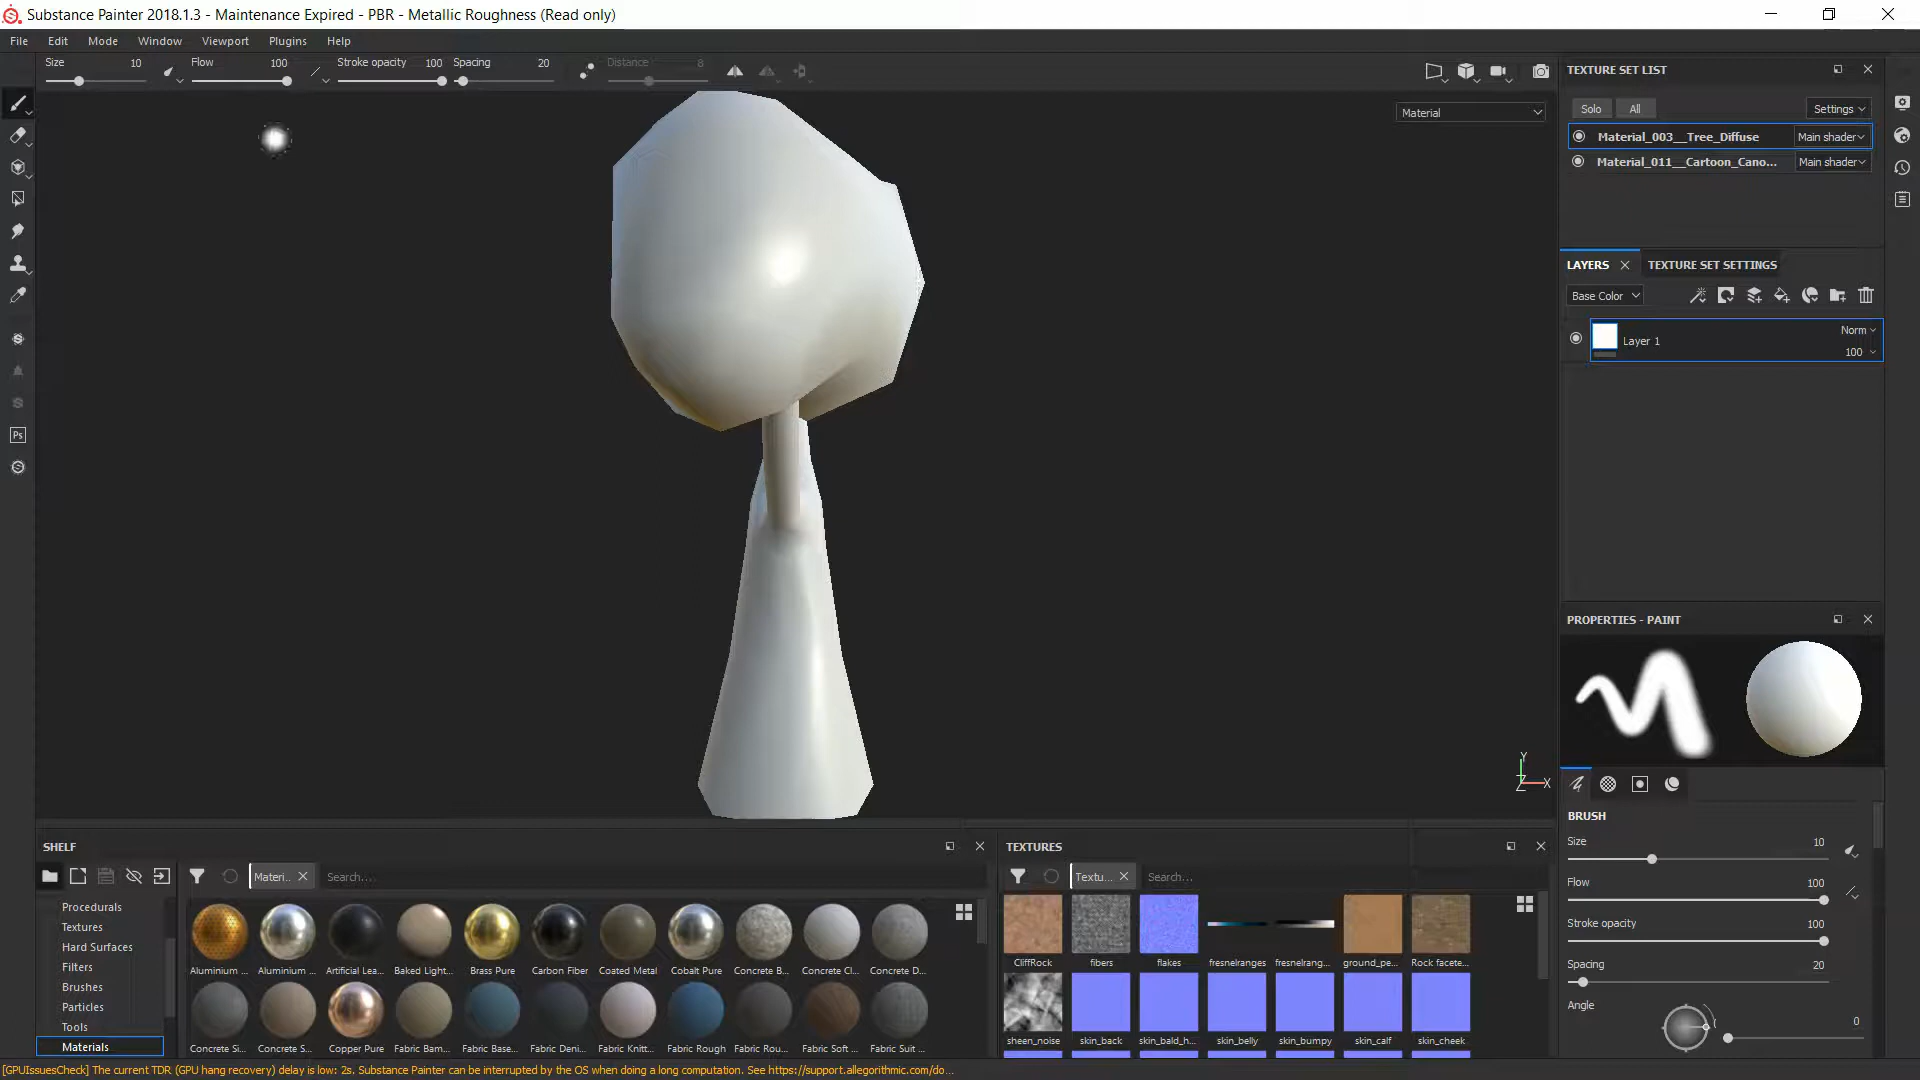 Substance Painter 2018.1.3 - Maintenance Expired - PBR - Metallic Roughness (Read only)
File Edit Mode Window Viewport Plugins Help
Size 10 Flow 100 Stroke opacity 100 Spacing 20 Distance 8
Material
TEXTURE SET LIST
Solo All Settings
Material_003__Tree_Diffuse Main shader
Material_011__Cartoon_Cano... Main shader
LAYERS TEXTURE SET SETTINGS
Base Color
Layer 1 Norm
100
Ps
PROPERTIES - PAINT
Y
Z X
BRUSH
Size 10
Flow 100
Stroke opacity 100
Spacing 20
Angle
0
SHELF
Materi... Search...
Procedurals
Textures
Hard Surfaces
Filters
Brushes
Particles
Tools
Materials
Aluminium ... Aluminium ... Artificial Lea... Baked Light... Brass Pure Carbon Fiber Coated Metal Cobalt Pure Concrete B... Concrete Cl... Concrete D...
Concrete Si... Concrete S... Copper Pure Fabric Bam... Fabric Base... Fabric Deni... Fabric Knitt... Fabric Rough Fabric Rou... Fabric Soft ... Fabric Suit ...
TEXTURES
Textu... Search...
CliffRock fibers flakes fresnelranges fresnelrang... ground_pe... Rock facete...
sheen_noise skin_back skin_bald_h... skin_belly skin_bumpy skin_calf skin_cheek
[GPUIssuesCheck] The current TDR (GPU hang recovery) delay is low: 2s. Substance Painter can be interrupted by the OS when doing a long computation. See https://support.allegorithmic.com/do...